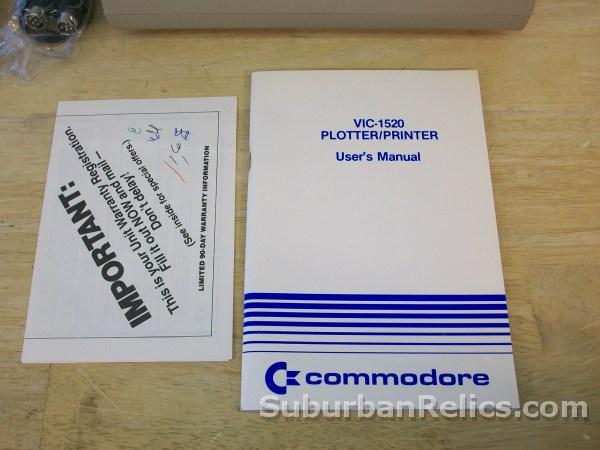 IMPORTANT:
This is your Unit Warranty Registration.
Fill it out NOW and mail—
Don't delay!
(See inside for special offers.)
LIMITED 90-DAY WARRANTY INFORMATION
VIC-1520
PLOTTER/PRINTER
User's Manual
commodore
SuburbanRelics.com